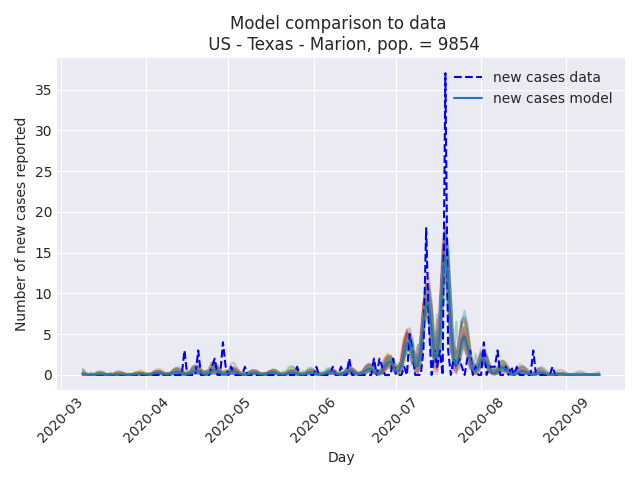 Model comparison to data
US - Texas - Marion, pop. = 9854
new cases data
new cases model
Number of new cases reported
35
30
25
20
15
10
5
0
2020-03
2020-04
2020-05
2020-06
2020-07
2020-08
2020-09
Day